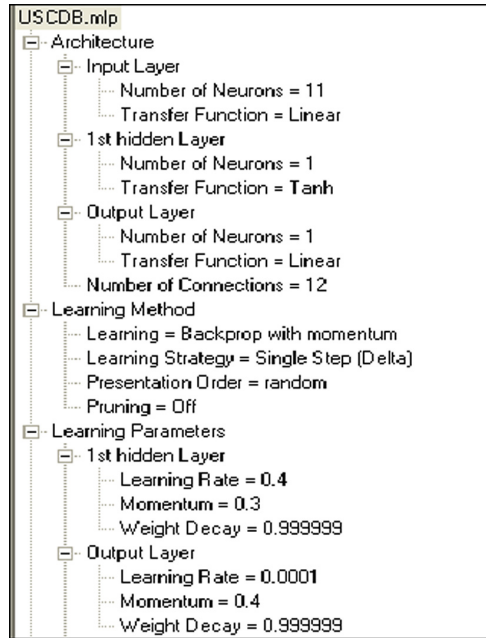 USCDB.mlp
Architecture
Input Layer
Number of Neurons = 11
Transfer Function = Linear
1st hidden Layer
Number of Neurons = 1
Transfer Function = Tanh
Output Layer
Number of Neurons = 1
Transfer Function = Linear
Number of Connections = 12
Learning Method
Learning = Backprop with momentum
Learning Strategy = Single Step (Delta)
Presentation Order = random
Pruning = Off
Learning Parameters
1st hidden Layer
Learning Rate = 0.4
Momentum = 0.3
Weight Decay = 0.999999
Output Layer
Learning Rate = 0.0001
Momentum = 0.4
Weight Decay = 0.999999